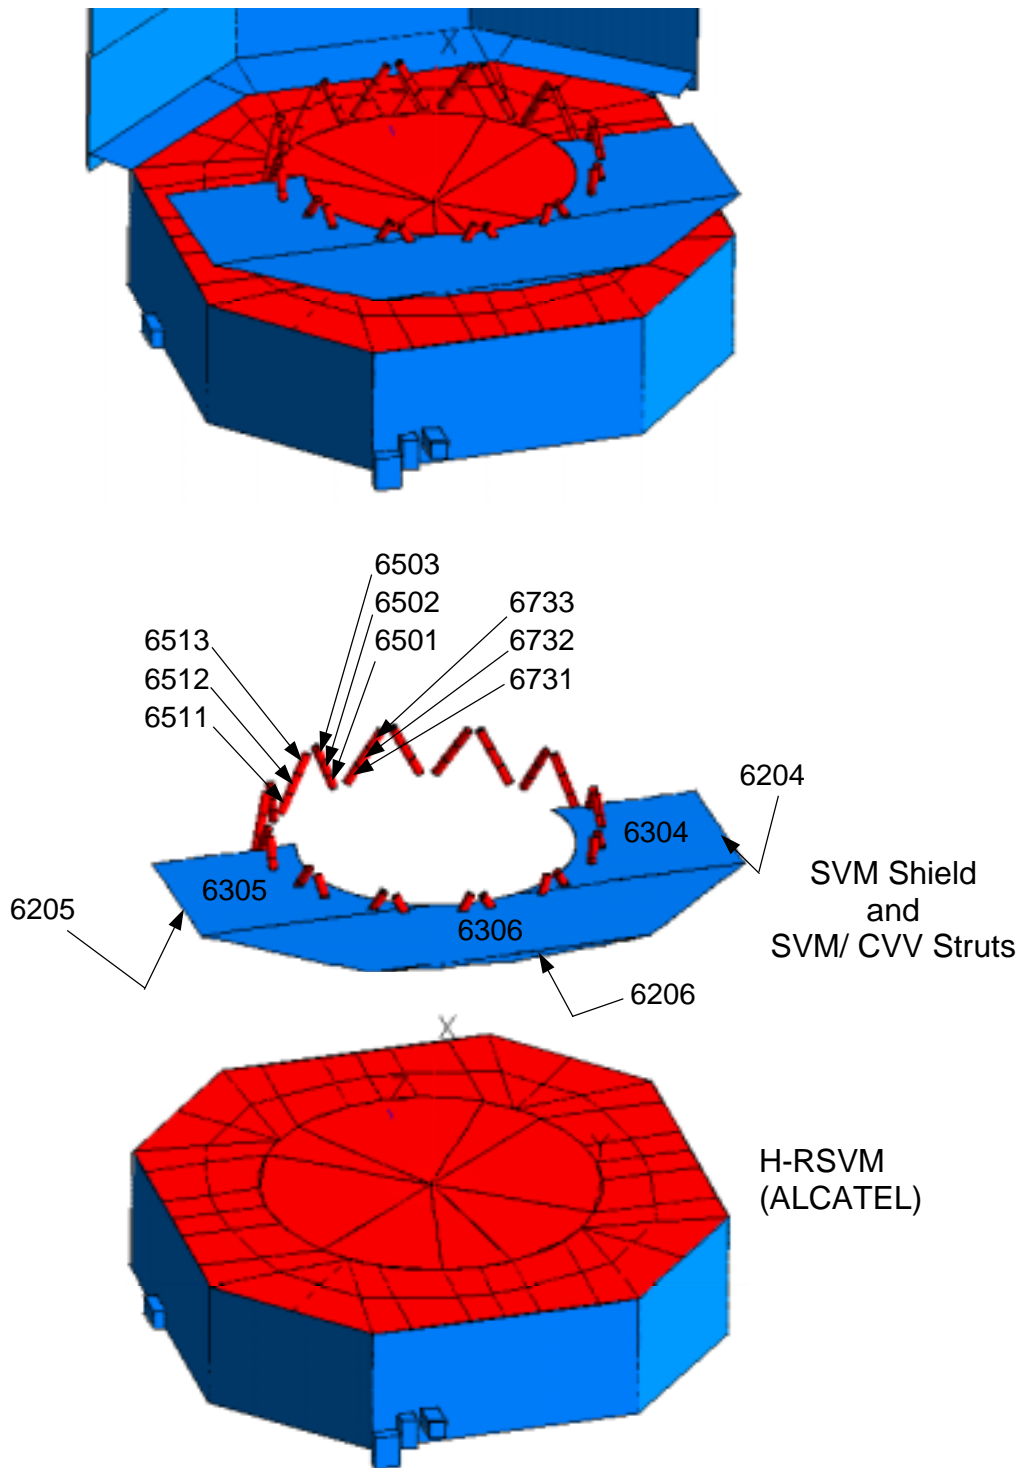 X
6503
6502
6501
6733
6732
6731
6513
6512
6511
6204
6304
6305
6205
6306
6206
SVM Shield
and
SVM/ CVV Struts
X
Z
Y
H-RSVM
(ALCATEL)